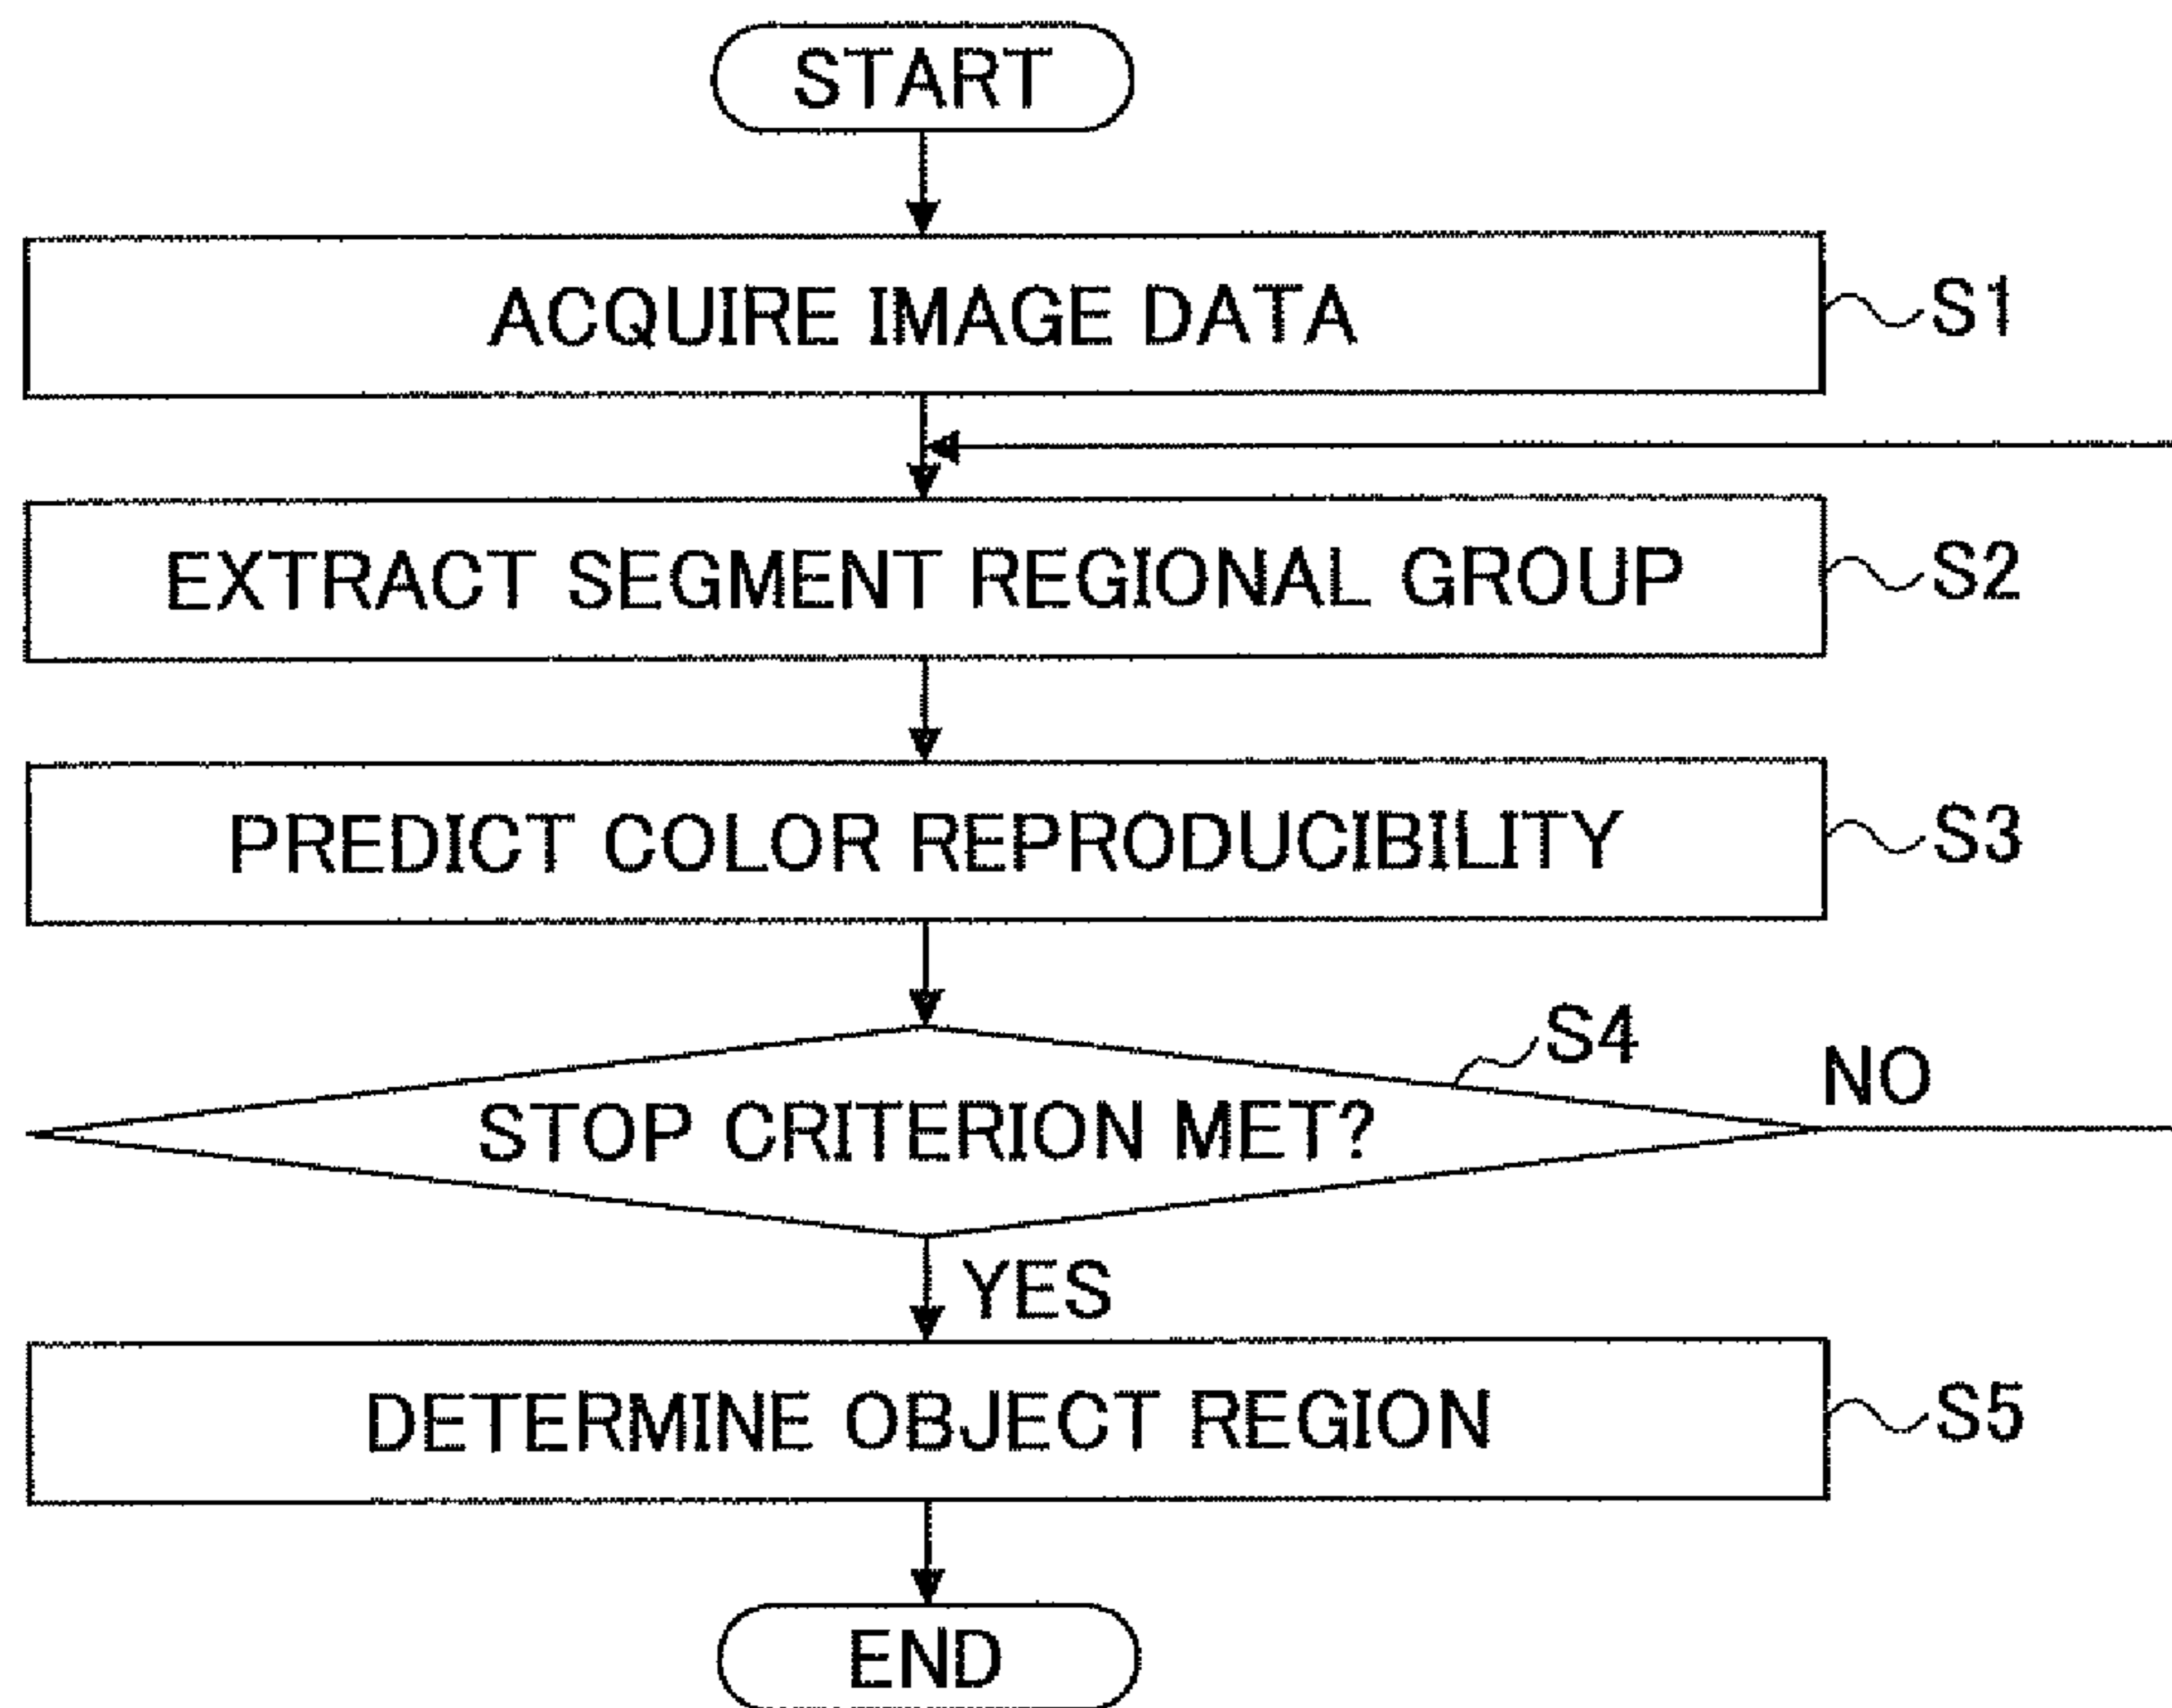 START
ACQUIRE IMAGE DATA
S1
EXTRACT SEGMENT REGIONAL GROUP
S2
PREDICT COLOR REPRODUCIBILITY
S3
S4
STOP CRITERION MET?
NO
YES
DETERMINE OBJECT REGION
S5
END